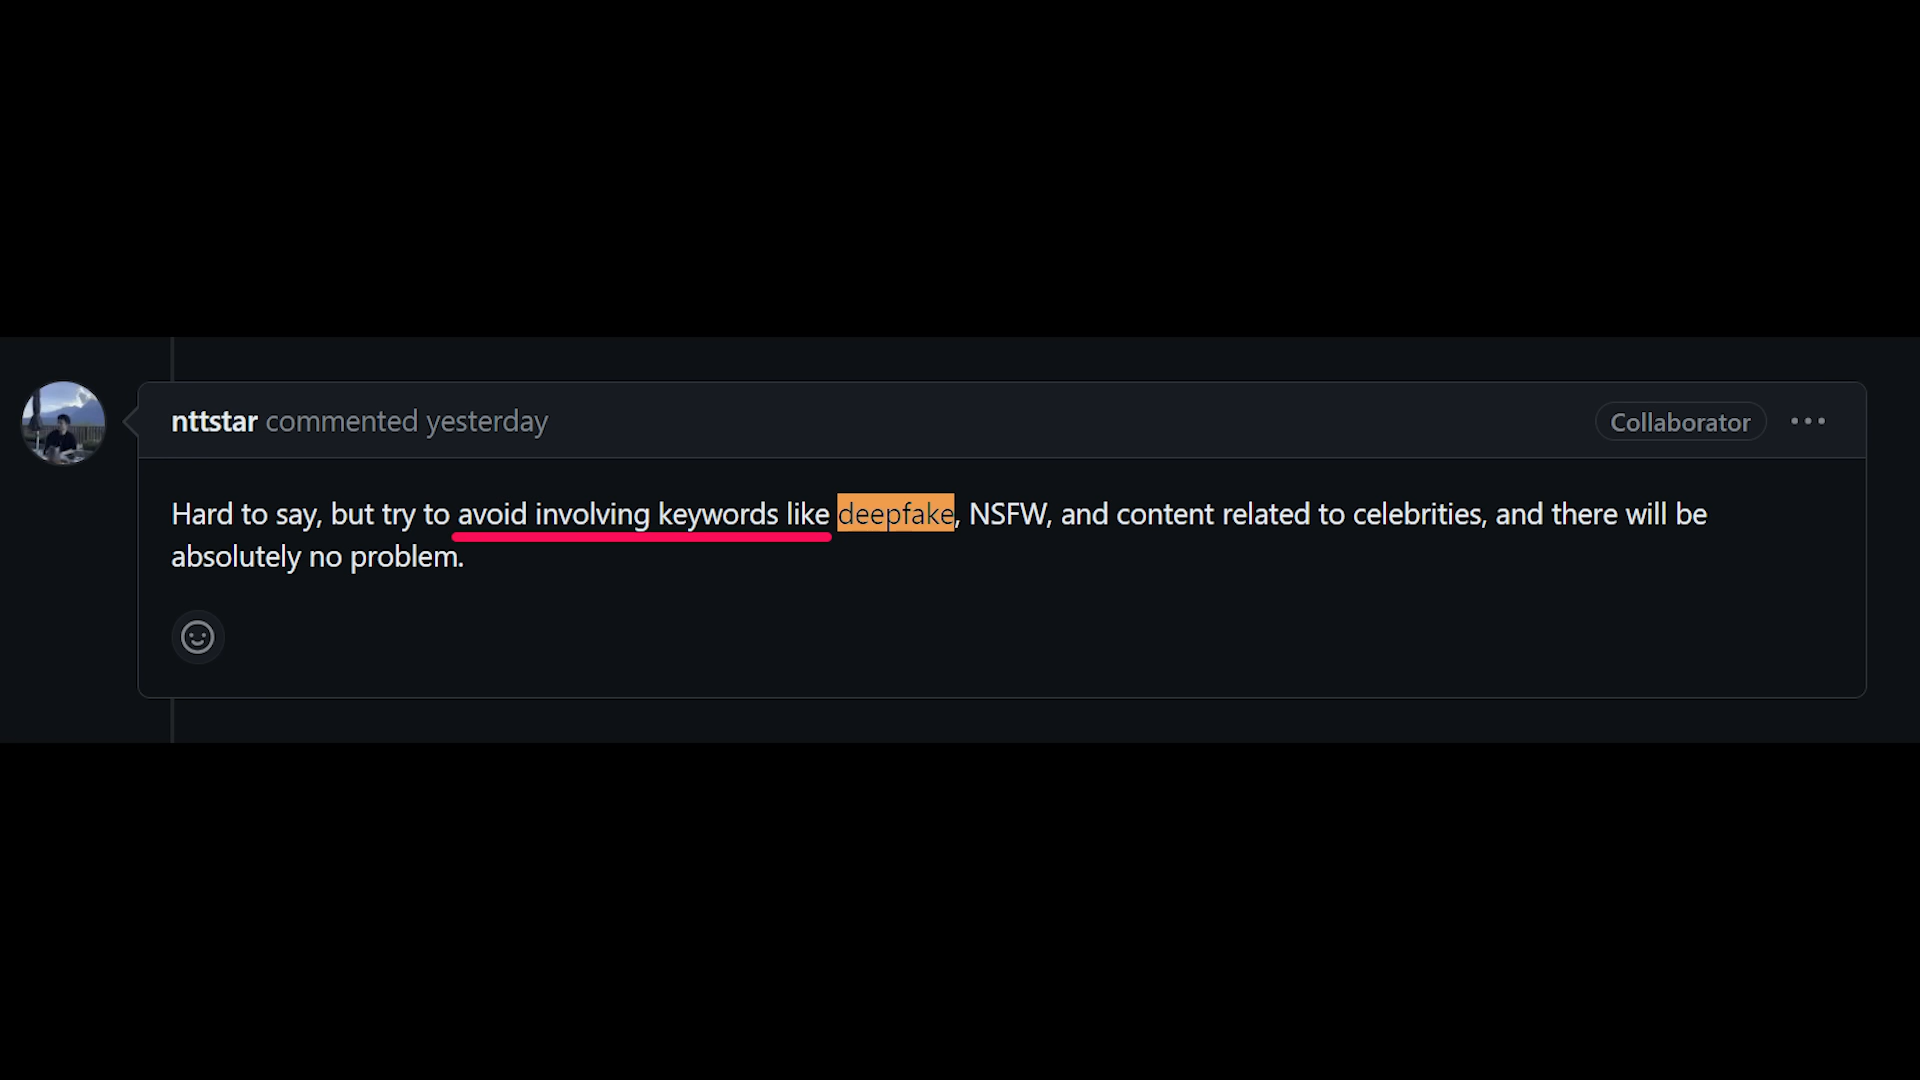 nttstar commented yesterday
Collaborator
Hard to say, but try to avoid involving keywords like deepfake, NSFW, and content related to celebrities, and there will be
absolutely no problem.